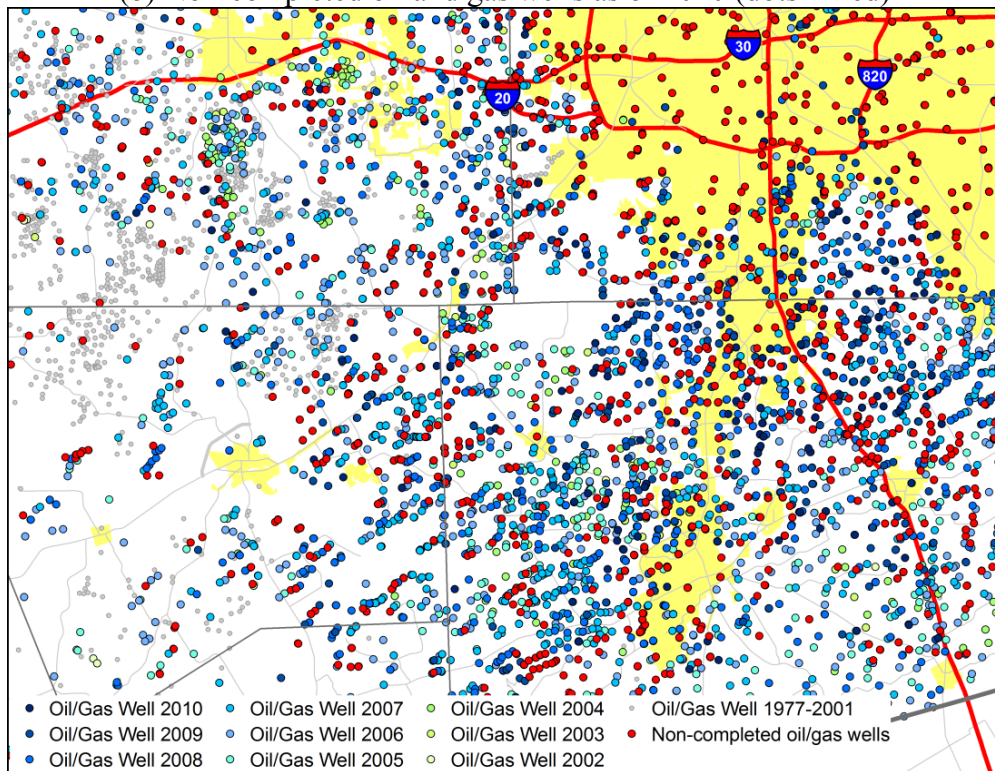 30
820
20
Oil/Gas Well 2010
Oil/Gas Well 2007
Oil/Gas Well 2004
Oil/Gas Well 1977-2001
Oil/Gas Well 2009
Oil/Gas Well 2006
Oil/Gas Well 2003
Non-completed oil/gas wells
Oil/Gas Well 2008
Oil/Gas Well 2005
Oil/Gas Well 2002